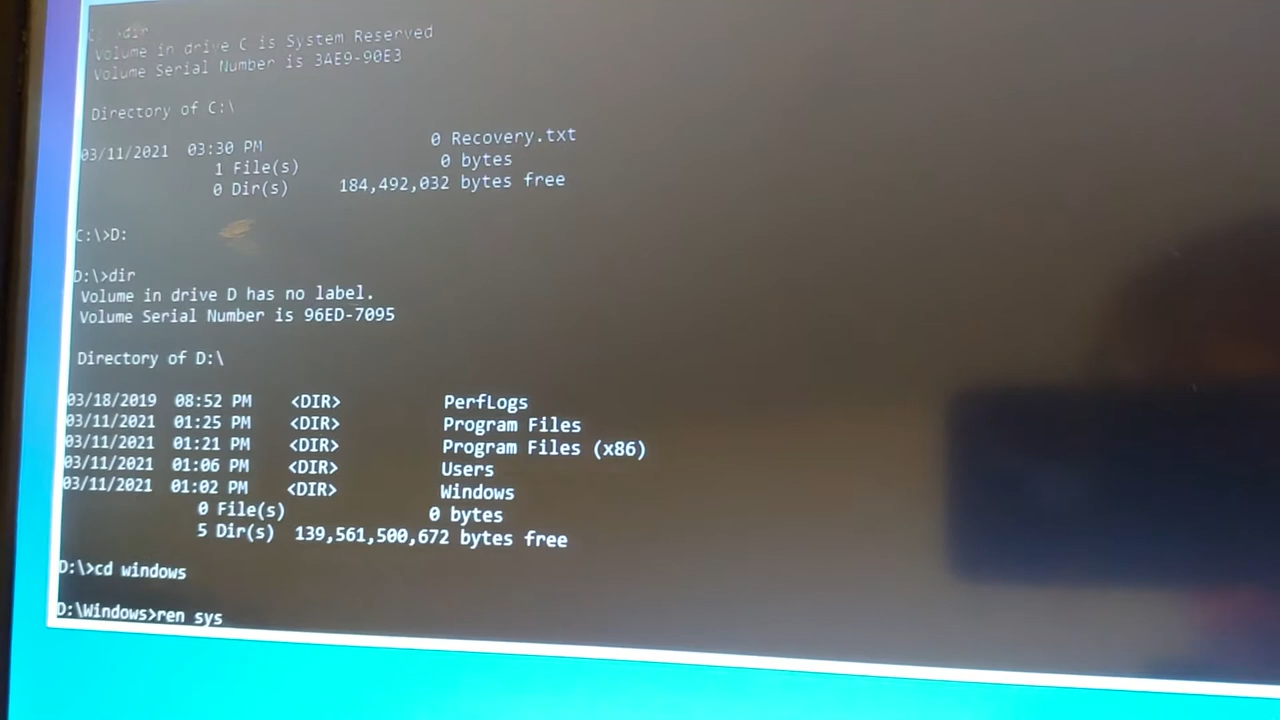 C:\>dir
Volume in drive C is System Reserved
Volume Serial Number is 3AE9-90E3
Directory of C:\
03/11/2021 03:30 PM 0 Recovery.txt
1 File(s) 0 bytes
0 Dir(s) 184,492,032 bytes free
C:\>D:
D:\>dir
Volume in drive D has no label.
Volume Serial Number is 96ED-7095
Directory of D:\
03/18/2019 08:52 PM <DIR> PerfLogs
03/11/2021 01:25 PM <DIR> Program Files
03/11/2021 01:21 PM <DIR> Program Files (x86)
03/11/2021 01:06 PM <DIR> Users
03/11/2021 01:02 PM <DIR> Windows
0 File(s) 0 bytes
5 Dir(s) 139,561,500,672 bytes free
D:\>cd windows
D:\Windows>ren sys